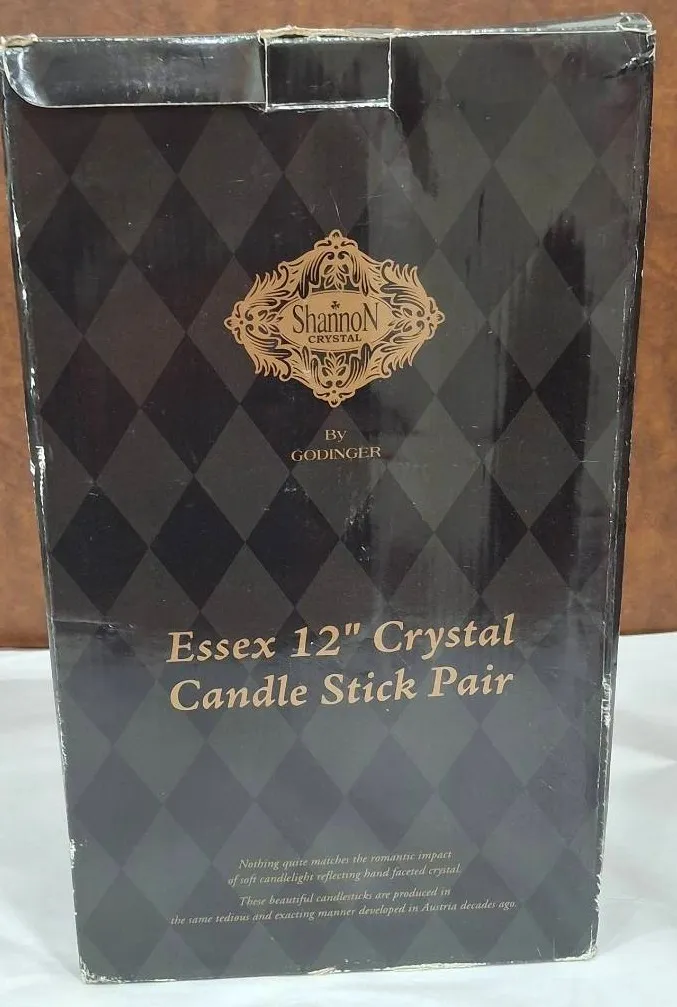 ShannoN
CRYSTAL
By
GODINGER
Essex 12" Crystal
Candle Stick Pair
Nothing quite matches the romantic impact
of soft candlelight reflecting hand faceted crystal.
These beautiful candlesticks are produced in
the same tedious and exacting manner developed in Austria decades ago.